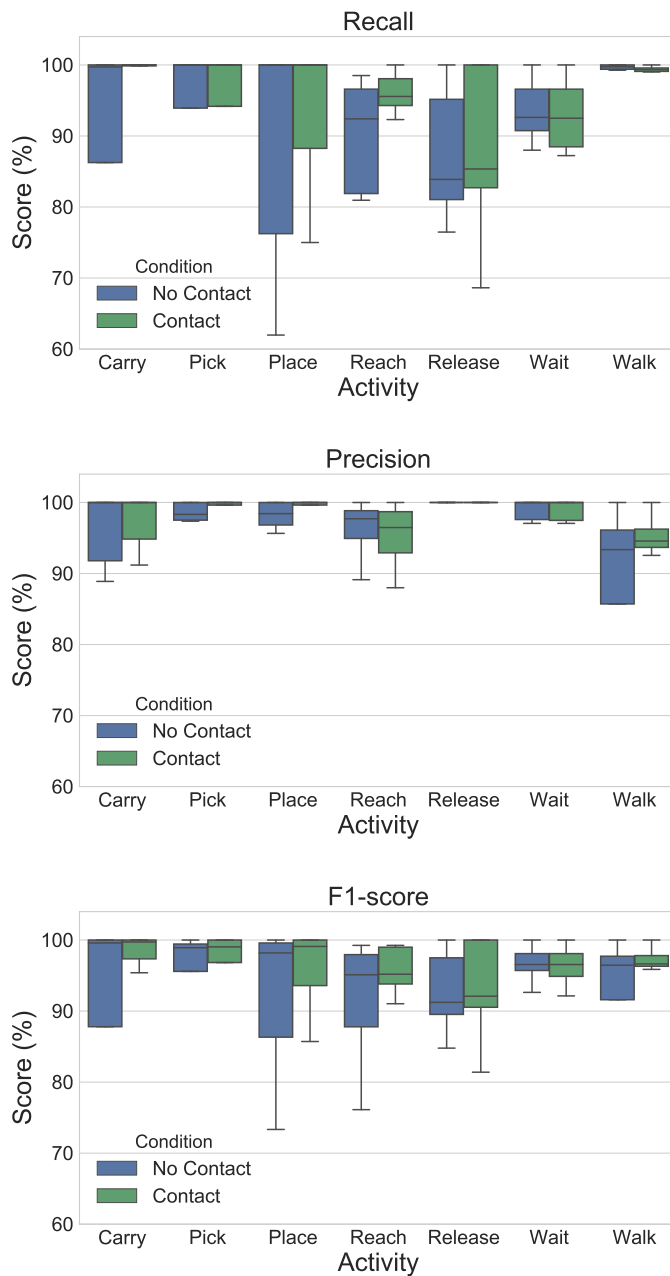 Recall
100
90
80
70
60
Score (%)
Condition
No Contact
Contact
Carry Pick Place Reach Release Wait Walk
Activity
Precision
100
90
80
70
60
Score (%)
Condition
No Contact
Contact
Carry Pick Place Reach Release Wait Walk
Activity
F1-score
100
90
80
70
60
Score (%)
Condition
No Contact
Contact
Carry Pick Place Reach Release Wait Walk
Activity